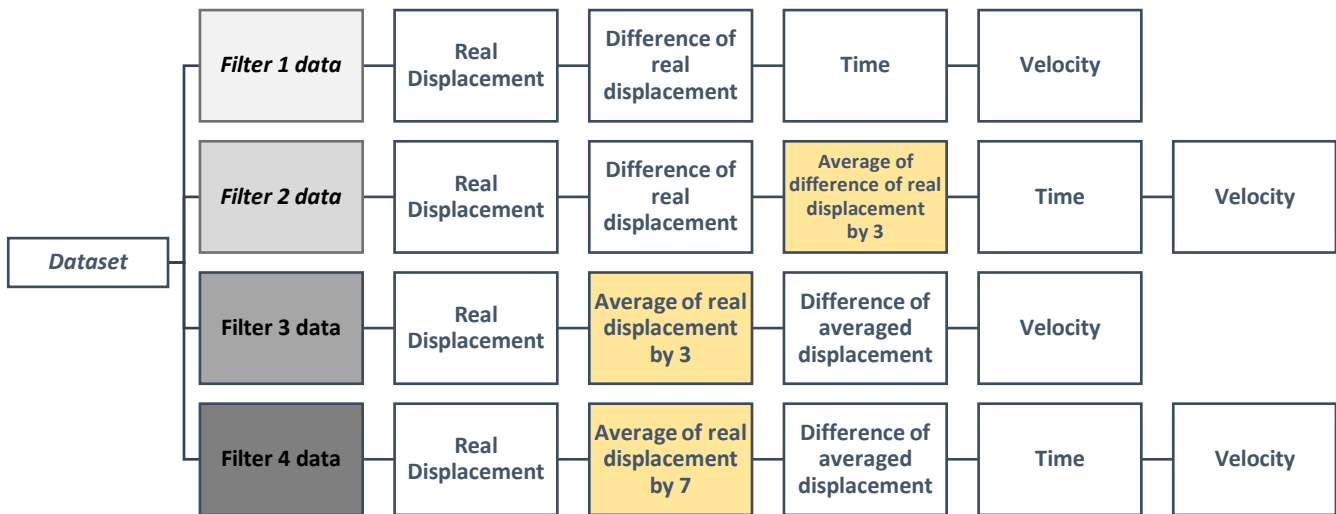 Filter 1 data
Real
Displacement
Difference of
real
displacement
Time
Velocity
Filter 2 data
Real
Displacement
Difference of
real
displacement
Average of
difference of real
displacement
by 3
Time
Velocity
Dataset
Filter 3 data
Real
Displacement
Average of real
displacement
by 3
Difference of
averaged
displacement
Velocity
Filter 4 data
Real
Displacement
Average of real
displacement
by 7
Difference of
averaged
displacement
Time
Velocity